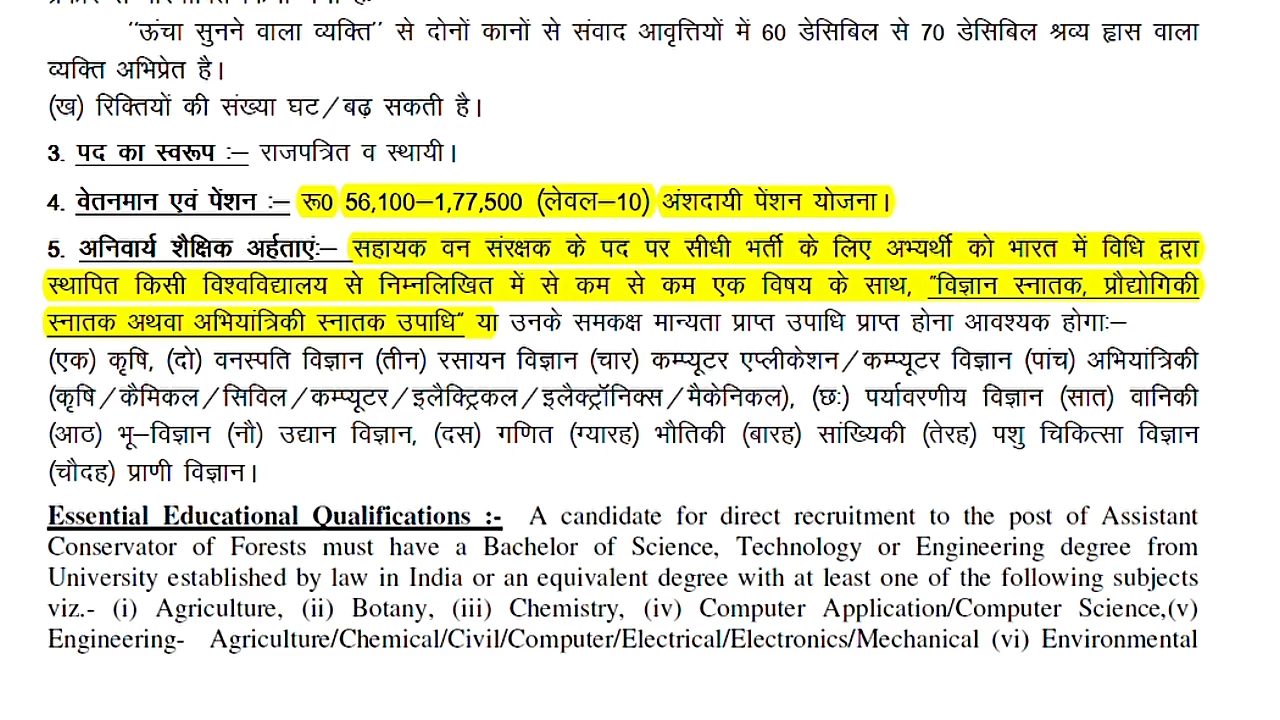 "ऊंचा सुनने वाला व्यक्ति" से दोनों कानों से संवाद आवृत्तियों में 60 डेसिबिल से 70 डेसिबिल श्रव्य ह्रास वाला
व्यक्ति अभिप्रेत है।
(ख) रिक्तियों की संख्या घट/बढ़ सकती है।
3. पद का स्वरूप :– राजपत्रित व स्थायी।
4. वेतनमान एवं पेंशन :– रू0 56,100–1,77,500 (लेवल–10) अंशदायी पेंशन योजना।
5. अनिवार्य शैक्षिक अर्हताएंः– सहायक वन संरक्षक के पद पर सीधी भर्ती के लिए अभ्यर्थी को भारत में विधि द्वारा
स्थापित किसी विश्वविद्यालय से निम्नलिखित में से कम से कम एक विषय के साथ, "विज्ञान स्नातक, प्रौद्योगिकी
स्नातक अथवा अभियांत्रिकी स्नातक उपाधि" या उनके समकक्ष मान्यता प्राप्त उपाधि प्राप्त होना आवश्यक होगाः–
(एक) कृषि, (दो) वनस्पति विज्ञान (तीन) रसायन विज्ञान (चार) कम्प्यूटर एप्लीकेशन/कम्प्यूटर विज्ञान (पांच) अभियांत्रिकी
(कृषि/कैमिकल/सिविल/कम्प्यूटर/इलैक्ट्रिकल/इलैक्ट्रॉनिक्स/मैकेनिकल), (छः) पर्यावरणीय विज्ञान (सात) वानिकी
(आठ) भू–विज्ञान (नौ) उद्यान विज्ञान, (दस) गणित (ग्यारह) भौतिकी (बारह) सांख्यिकी (तेरह) पशु चिकित्सा विज्ञान
(चौदह) प्राणी विज्ञान।
Essential Educational Qualifications :- A candidate for direct recruitment to the post of Assistant
Conservator of Forests must have a Bachelor of Science, Technology or Engineering degree from
University established by law in India or an equivalent degree with at least one of the following subjects
viz.- (i) Agriculture, (ii) Botany, (iii) Chemistry, (iv) Computer Application/Computer Science,(v)
Engineering- Agriculture/Chemical/Civil/Computer/Electrical/Electronics/Mechanical (vi) Environmental